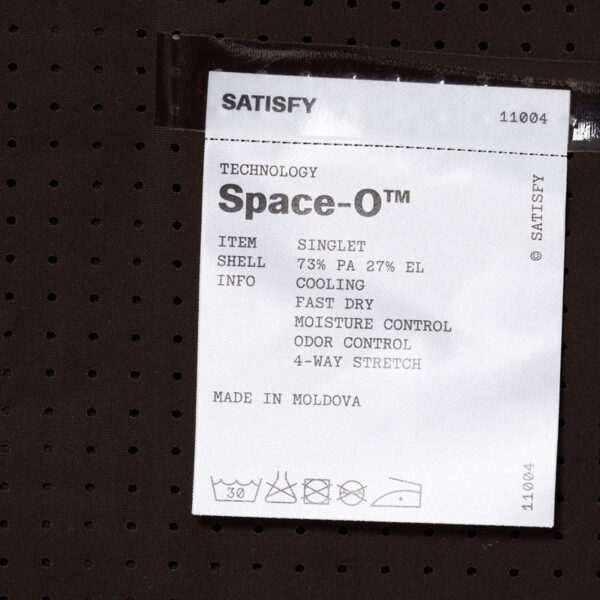 SATISFY
11004
TECHNOLOGY
Space-O™
ITEM SINGLET
SHELL 73% PA 27% EL
INFO COOLING
FAST DRY
MOISTURE CONTROL
ODOR CONTROL
4-WAY STRETCH
MADE IN MOLDOVA
30
© SATISFY
11004